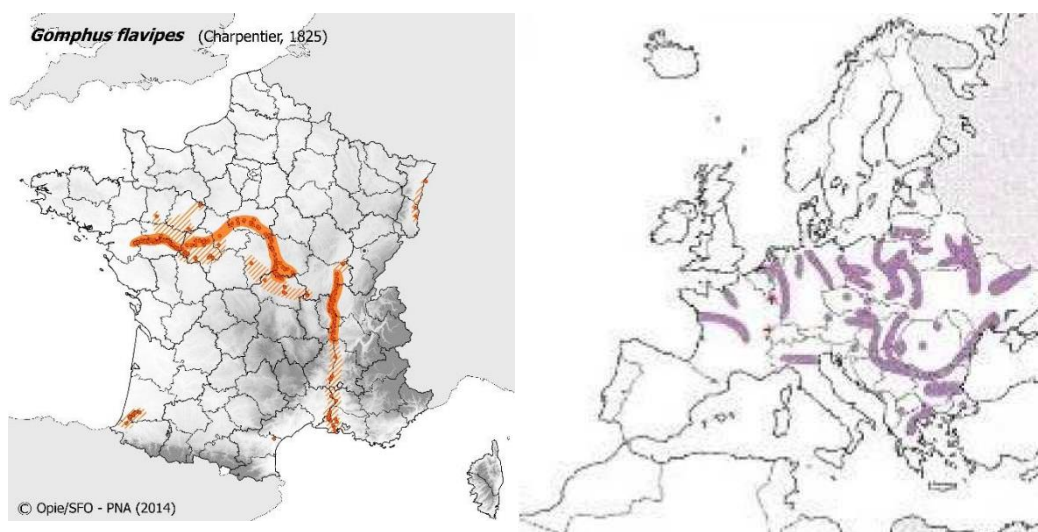 Gomphus flavipes (Charpentier, 1825)
© Opie/SFO - PNA (2014)